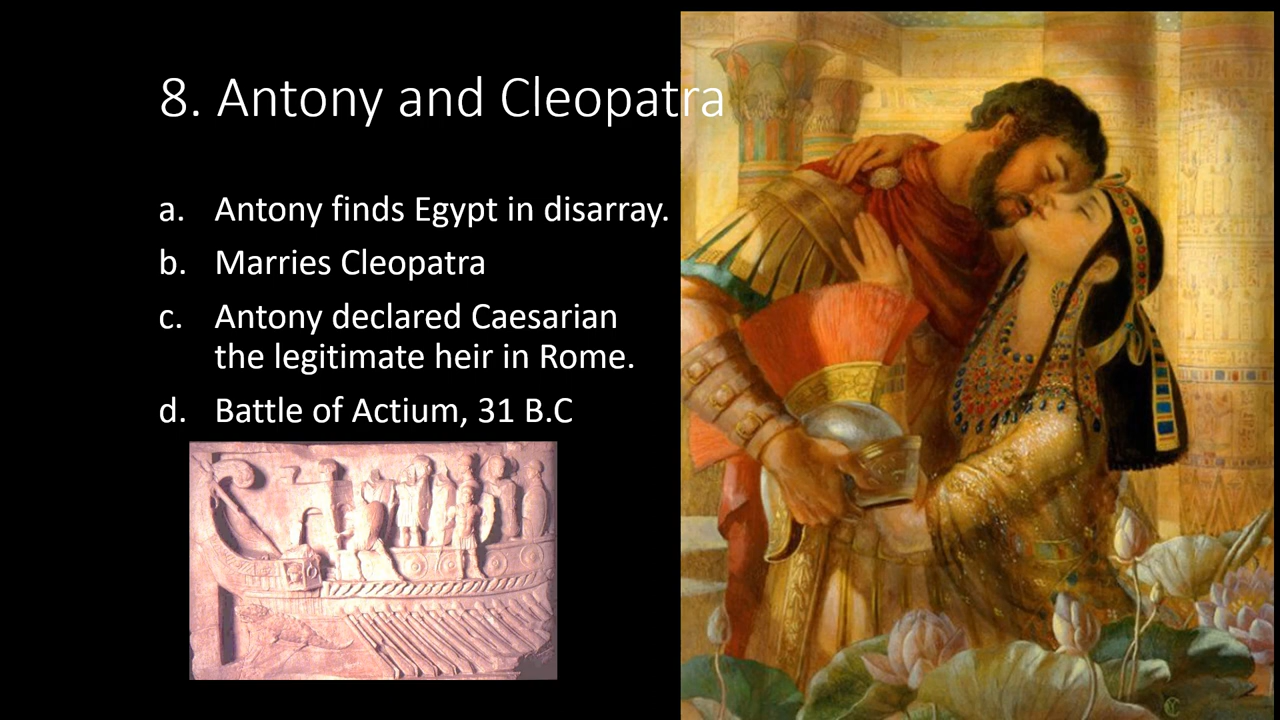 8. Antony and Cleopatra
a. Antony finds Egypt in disarray.
b. Marries Cleopatra
c. Antony declared Caesarian
the legitimate heir in Rome.
d. Battle of Actium, 31 B.C